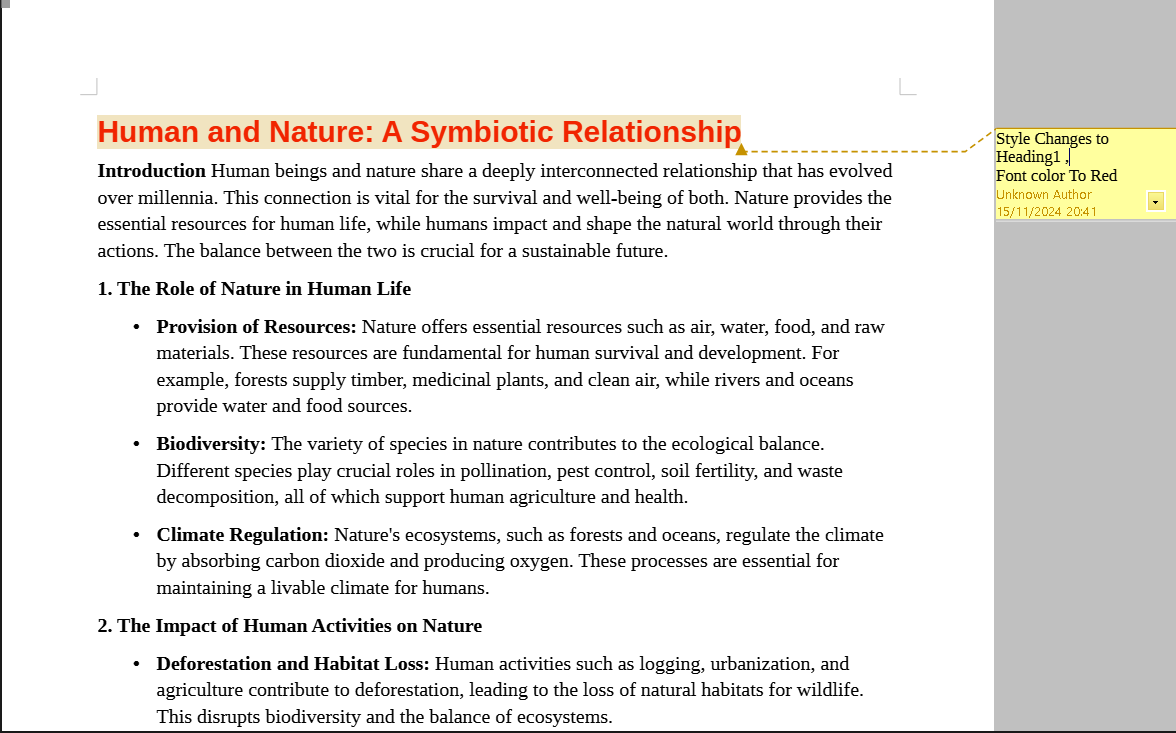 Human and Nature: A Symbiotic Relationship
Introduction Human beings and nature share a deeply interconnected relationship that has evolved
over millennia. This connection is vital for the survival and well-being of both. Nature provides the
essential resources for human life, while humans impact and shape the natural world through their
actions. The balance between the two is crucial for a sustainable future.
1. The Role of Nature in Human Life
• Provision of Resources: Nature offers essential resources such as air, water, food, and raw
materials. These resources are fundamental for human survival and development. For
example, forests supply timber, medicinal plants, and clean air, while rivers and oceans
provide water and food sources.
• Biodiversity: The variety of species in nature contributes to the ecological balance.
Different species play crucial roles in pollination, pest control, soil fertility, and waste
decomposition, all of which support human agriculture and health.
• Climate Regulation: Nature's ecosystems, such as forests and oceans, regulate the climate
by absorbing carbon dioxide and producing oxygen. These processes are essential for
maintaining a livable climate for humans.
2. The Impact of Human Activities on Nature
• Deforestation and Habitat Loss: Human activities such as logging, urbanization, and
agriculture contribute to deforestation, leading to the loss of natural habitats for wildlife.
This disrupts biodiversity and the balance of ecosystems.
Style Changes to
Heading1 ,
Font color To Red
Unknown Author
15/11/2024 20:41